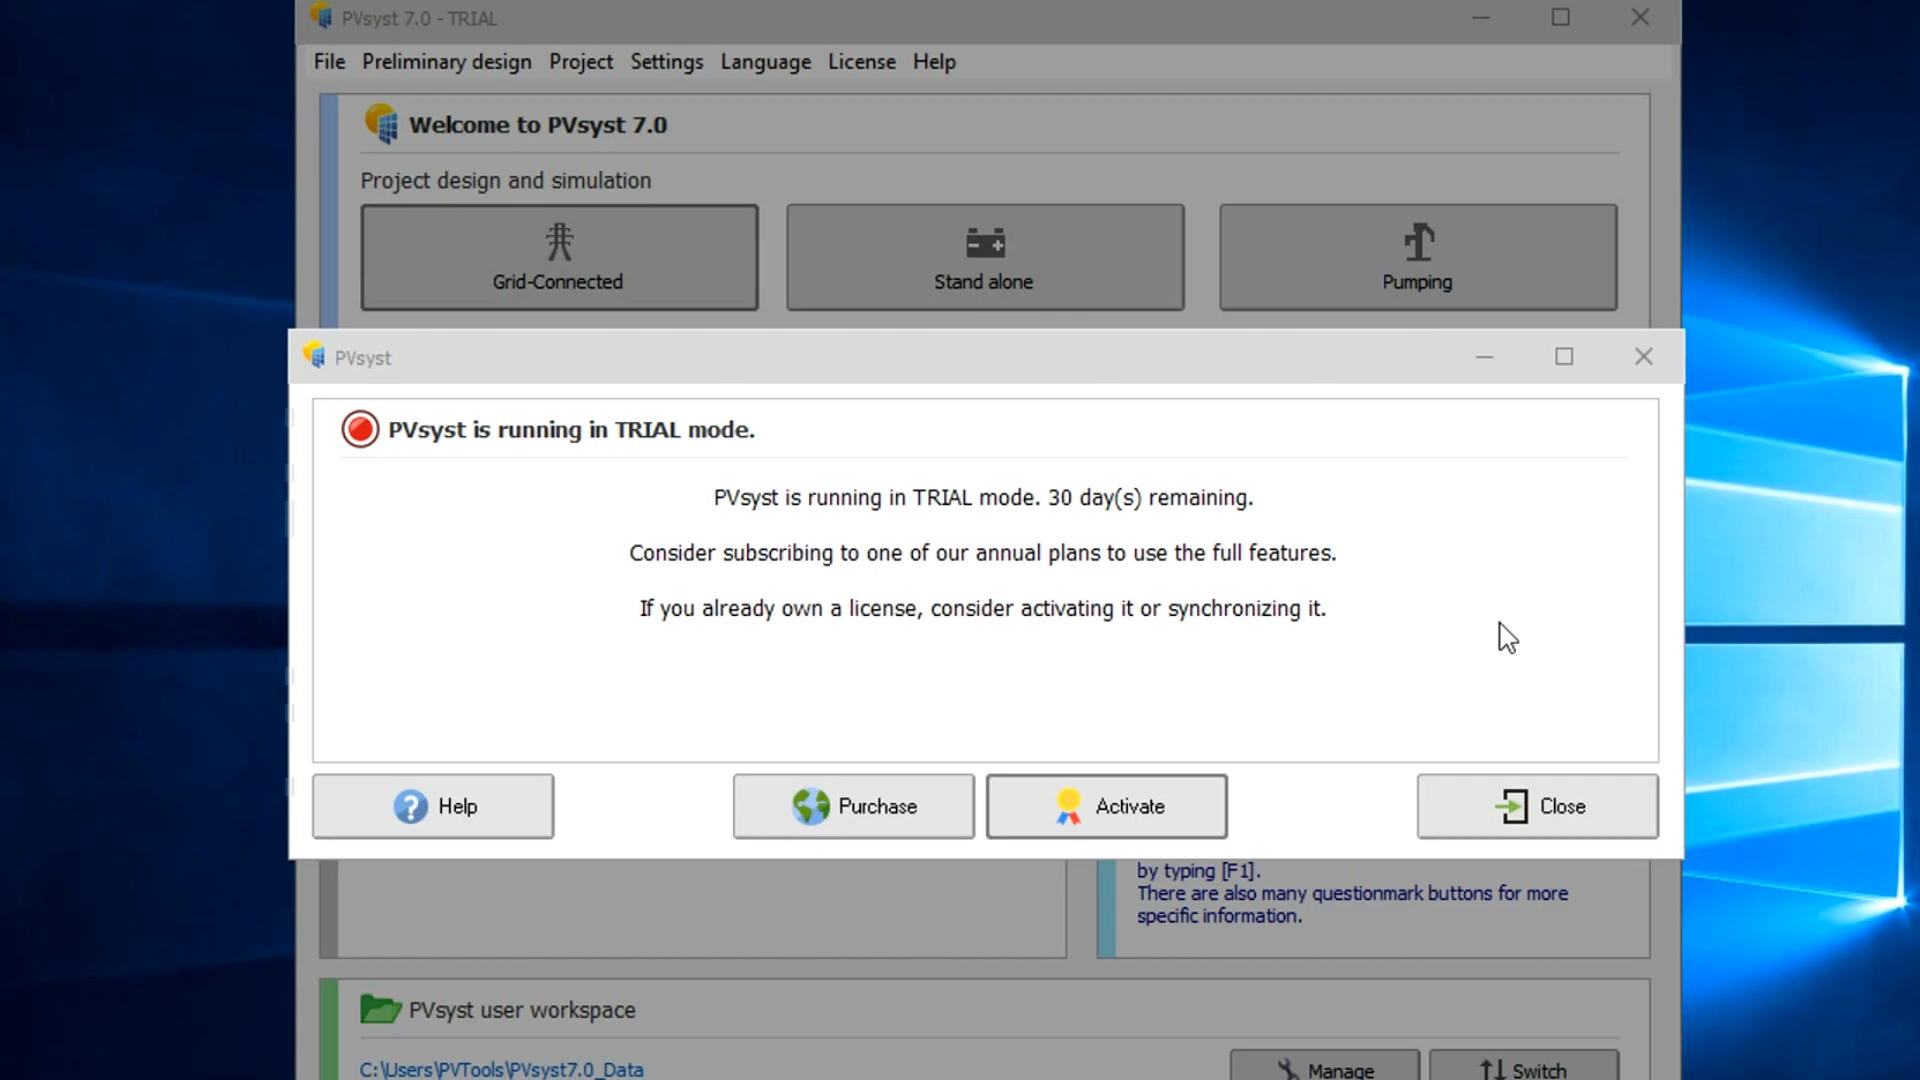 PVsyst 7.0 - TRIAL
File Preliminary design Project Settings Language License Help
Welcome to PVsyst 7.0
Project design and simulation
Grid-Connected Stand alone Pumping
PVsyst
PVsyst is running in TRIAL mode.
PVsyst is running in TRIAL mode. 30 day(s) remaining.
Consider subscribing to one of our annual plans to use the full features.
If you already own a license, consider activating it or synchronizing it.
Help Purchase Activate Close
by typing [F1].
There are also many questionmark buttons for more
specific information.
PVsyst user workspace
C:\Users\PVTools\PVsyst7.0_Data Manage Switch